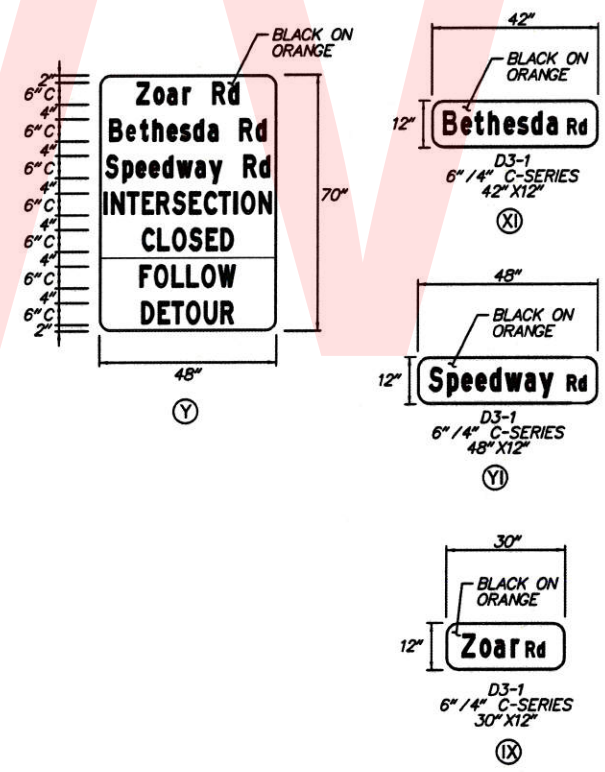 BLACK ON
ORANGE
2"
6" C
4"
6" C
4"
6" C
4"
6" C
4"
6" C
4"
6" C
4"
6" C
2"
Zoar Rd
Bethesda Rd
Speedway Rd
INTERSECTION
CLOSED
FOLLOW
DETOUR
70"
48"
Y
42"
BLACK ON
ORANGE
12"
Bethesda Rd
D3-1
6"/4" C-SERIES
42"X12"
XI
48"
BLACK ON
ORANGE
12"
Speedway Rd
D3-1
6"/4" C-SERIES
48"X12"
YI
30"
BLACK ON
ORANGE
12"
Zoar Rd
D3-1
6"/4" C-SERIES
30"X12"
IX